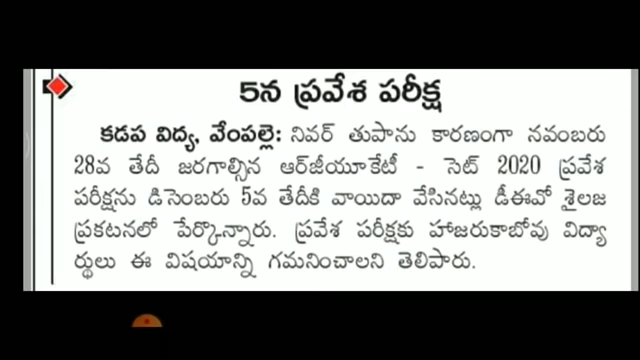 5న ప్రవేశ పరీక్ష
కడప విద్య, వేంపల్లె: నివర్ తుపాను కారణంగా నవంబరు
28వ తేదీ జరగాల్సిన ఆర్‌జీయూకేటీ - సెట్ 2020 ప్రవేశ
పరీక్షను డిసెంబరు 5వ తేదీకి వాయిదా వేసినట్లు డీఈవో శైలజ
ప్రకటనలో పేర్కొన్నారు. ప్రవేశ పరీక్షకు హాజరుకాబోవు విద్యా
ర్థులు ఈ విషయాన్ని గమనించాలని తెలిపారు.